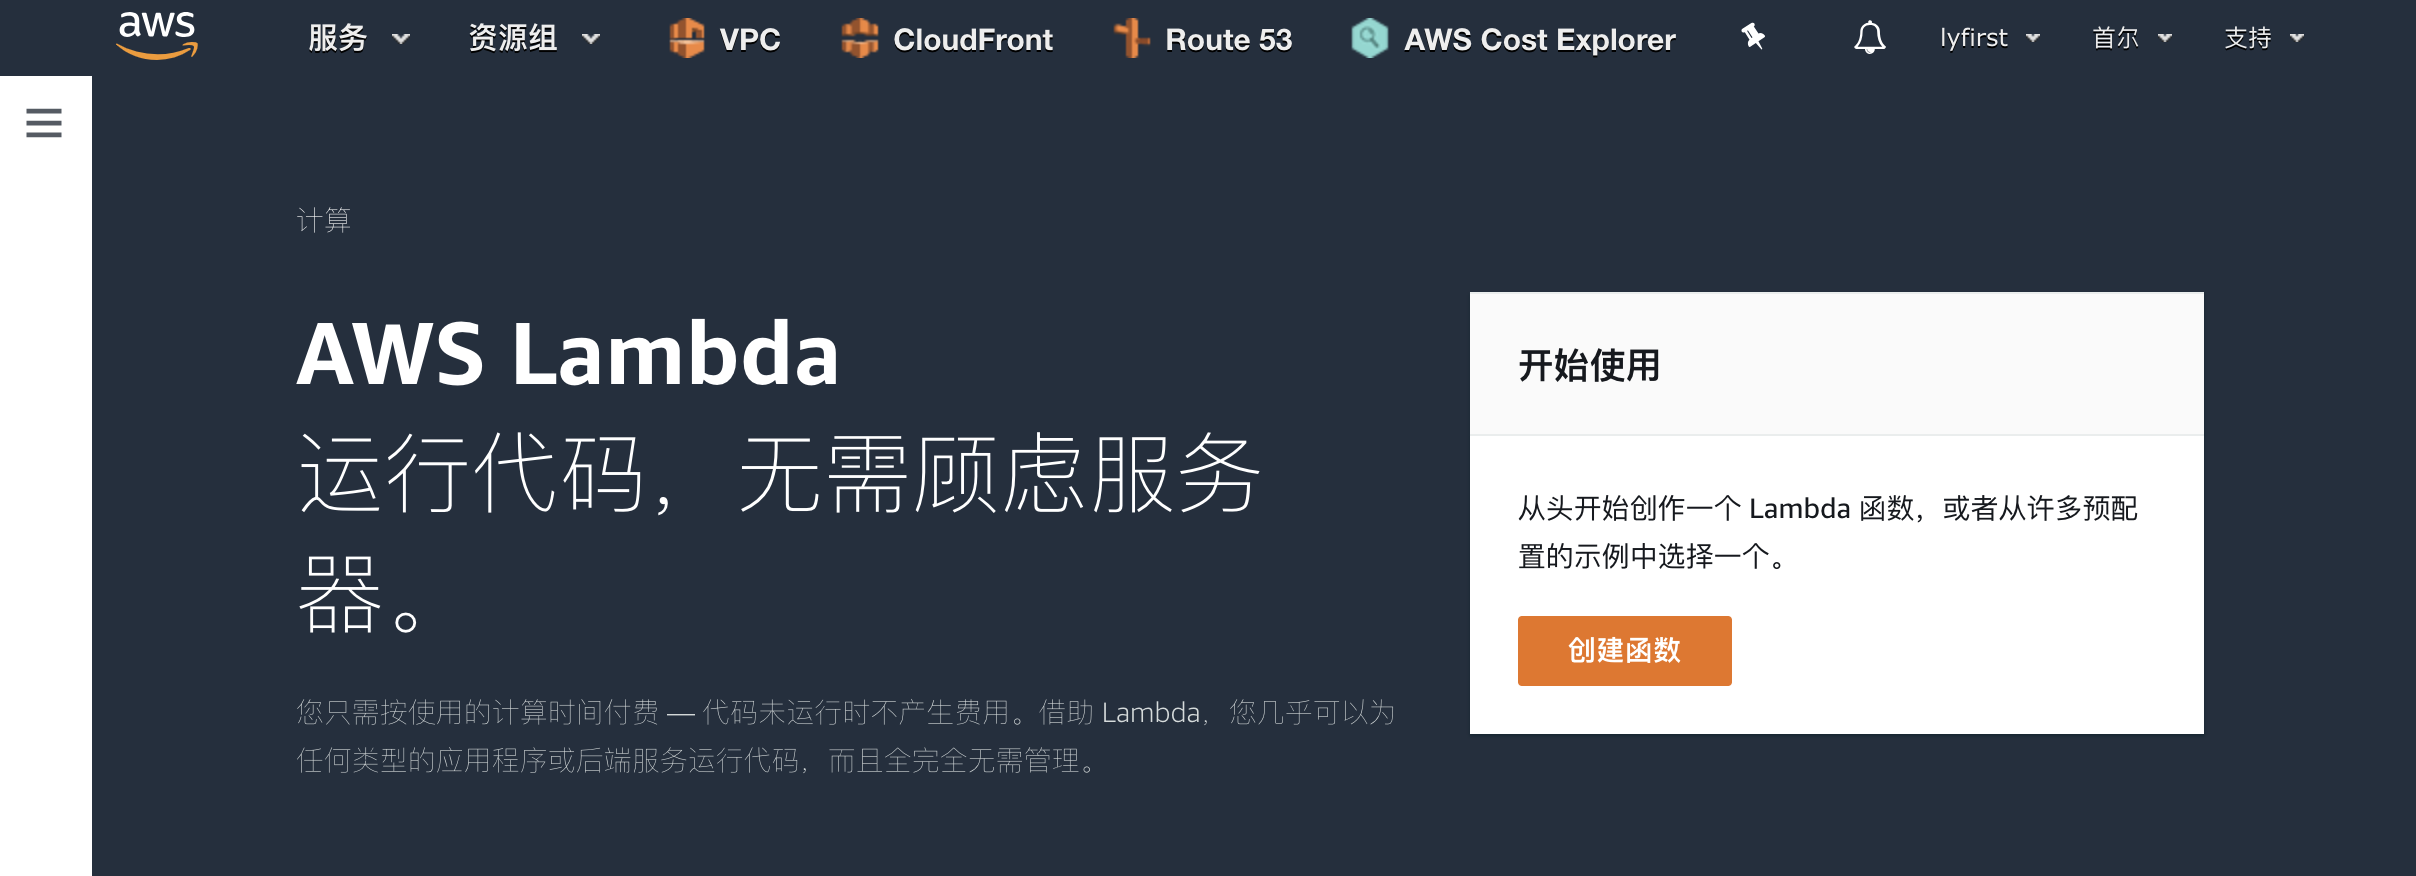 aws 服务 资源组 VPC CloudFront Route 53 AWS Cost Explorer lyfirst 首尔 支持
计算
AWS Lambda
运行代码，无需顾虑服务
器。
您只需按使用的计算时间付费 — 代码未运行时不产生费用。借助 Lambda，您几乎可以为
任何类型的应用程序或后端服务运行代码，而且全完全无需管理。
开始使用
从头开始创作一个 Lambda 函数，或者从许多预配
置的示例中选择一个。
创建函数